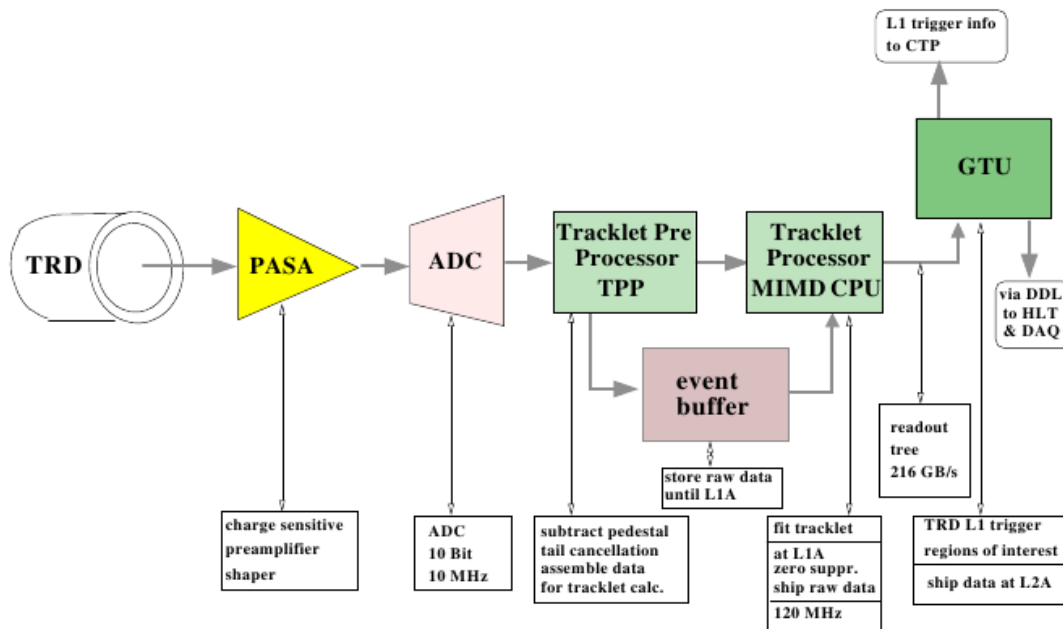 L1 trigger info
to CTP
GTU
TRD
PASA
ADC
Tracklet Pre
Processor
TPP
Tracklet
Processor
MIMD CPU
via DDL
to HLT
& DAQ
event
buffer
store raw data
until L1A
readout
tree
216 GB/s
charge sensitive
preamplifier
shaper
ADC
10 Bit
10 MHz
subtract pedestal
tail cancellation
assemble data
for tracklet calc.
fit tracklet
at L1A
zero suppr.
ship raw data
120 MHz
TRD L1 trigger
regions of interest
ship data at L2A